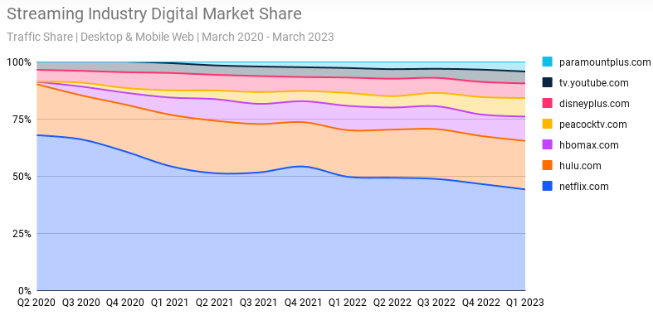 Streaming Industry Digital Market Share
Traffic Share | Desktop & Mobile Web | March 2020 - March 2023
100%
75%
50%
25%
0%
Q2 2020 Q3 2020 Q4 2020 Q1 2021 Q2 2021 Q3 2021 Q4 2021 Q1 2022 Q2 2022 Q3 2022 Q4 2022 Q1 2023
paramountplus.com
tv.youtube.com
disneyplus.com
peacocktv.com
hbomax.com
hulu.com
netflix.com